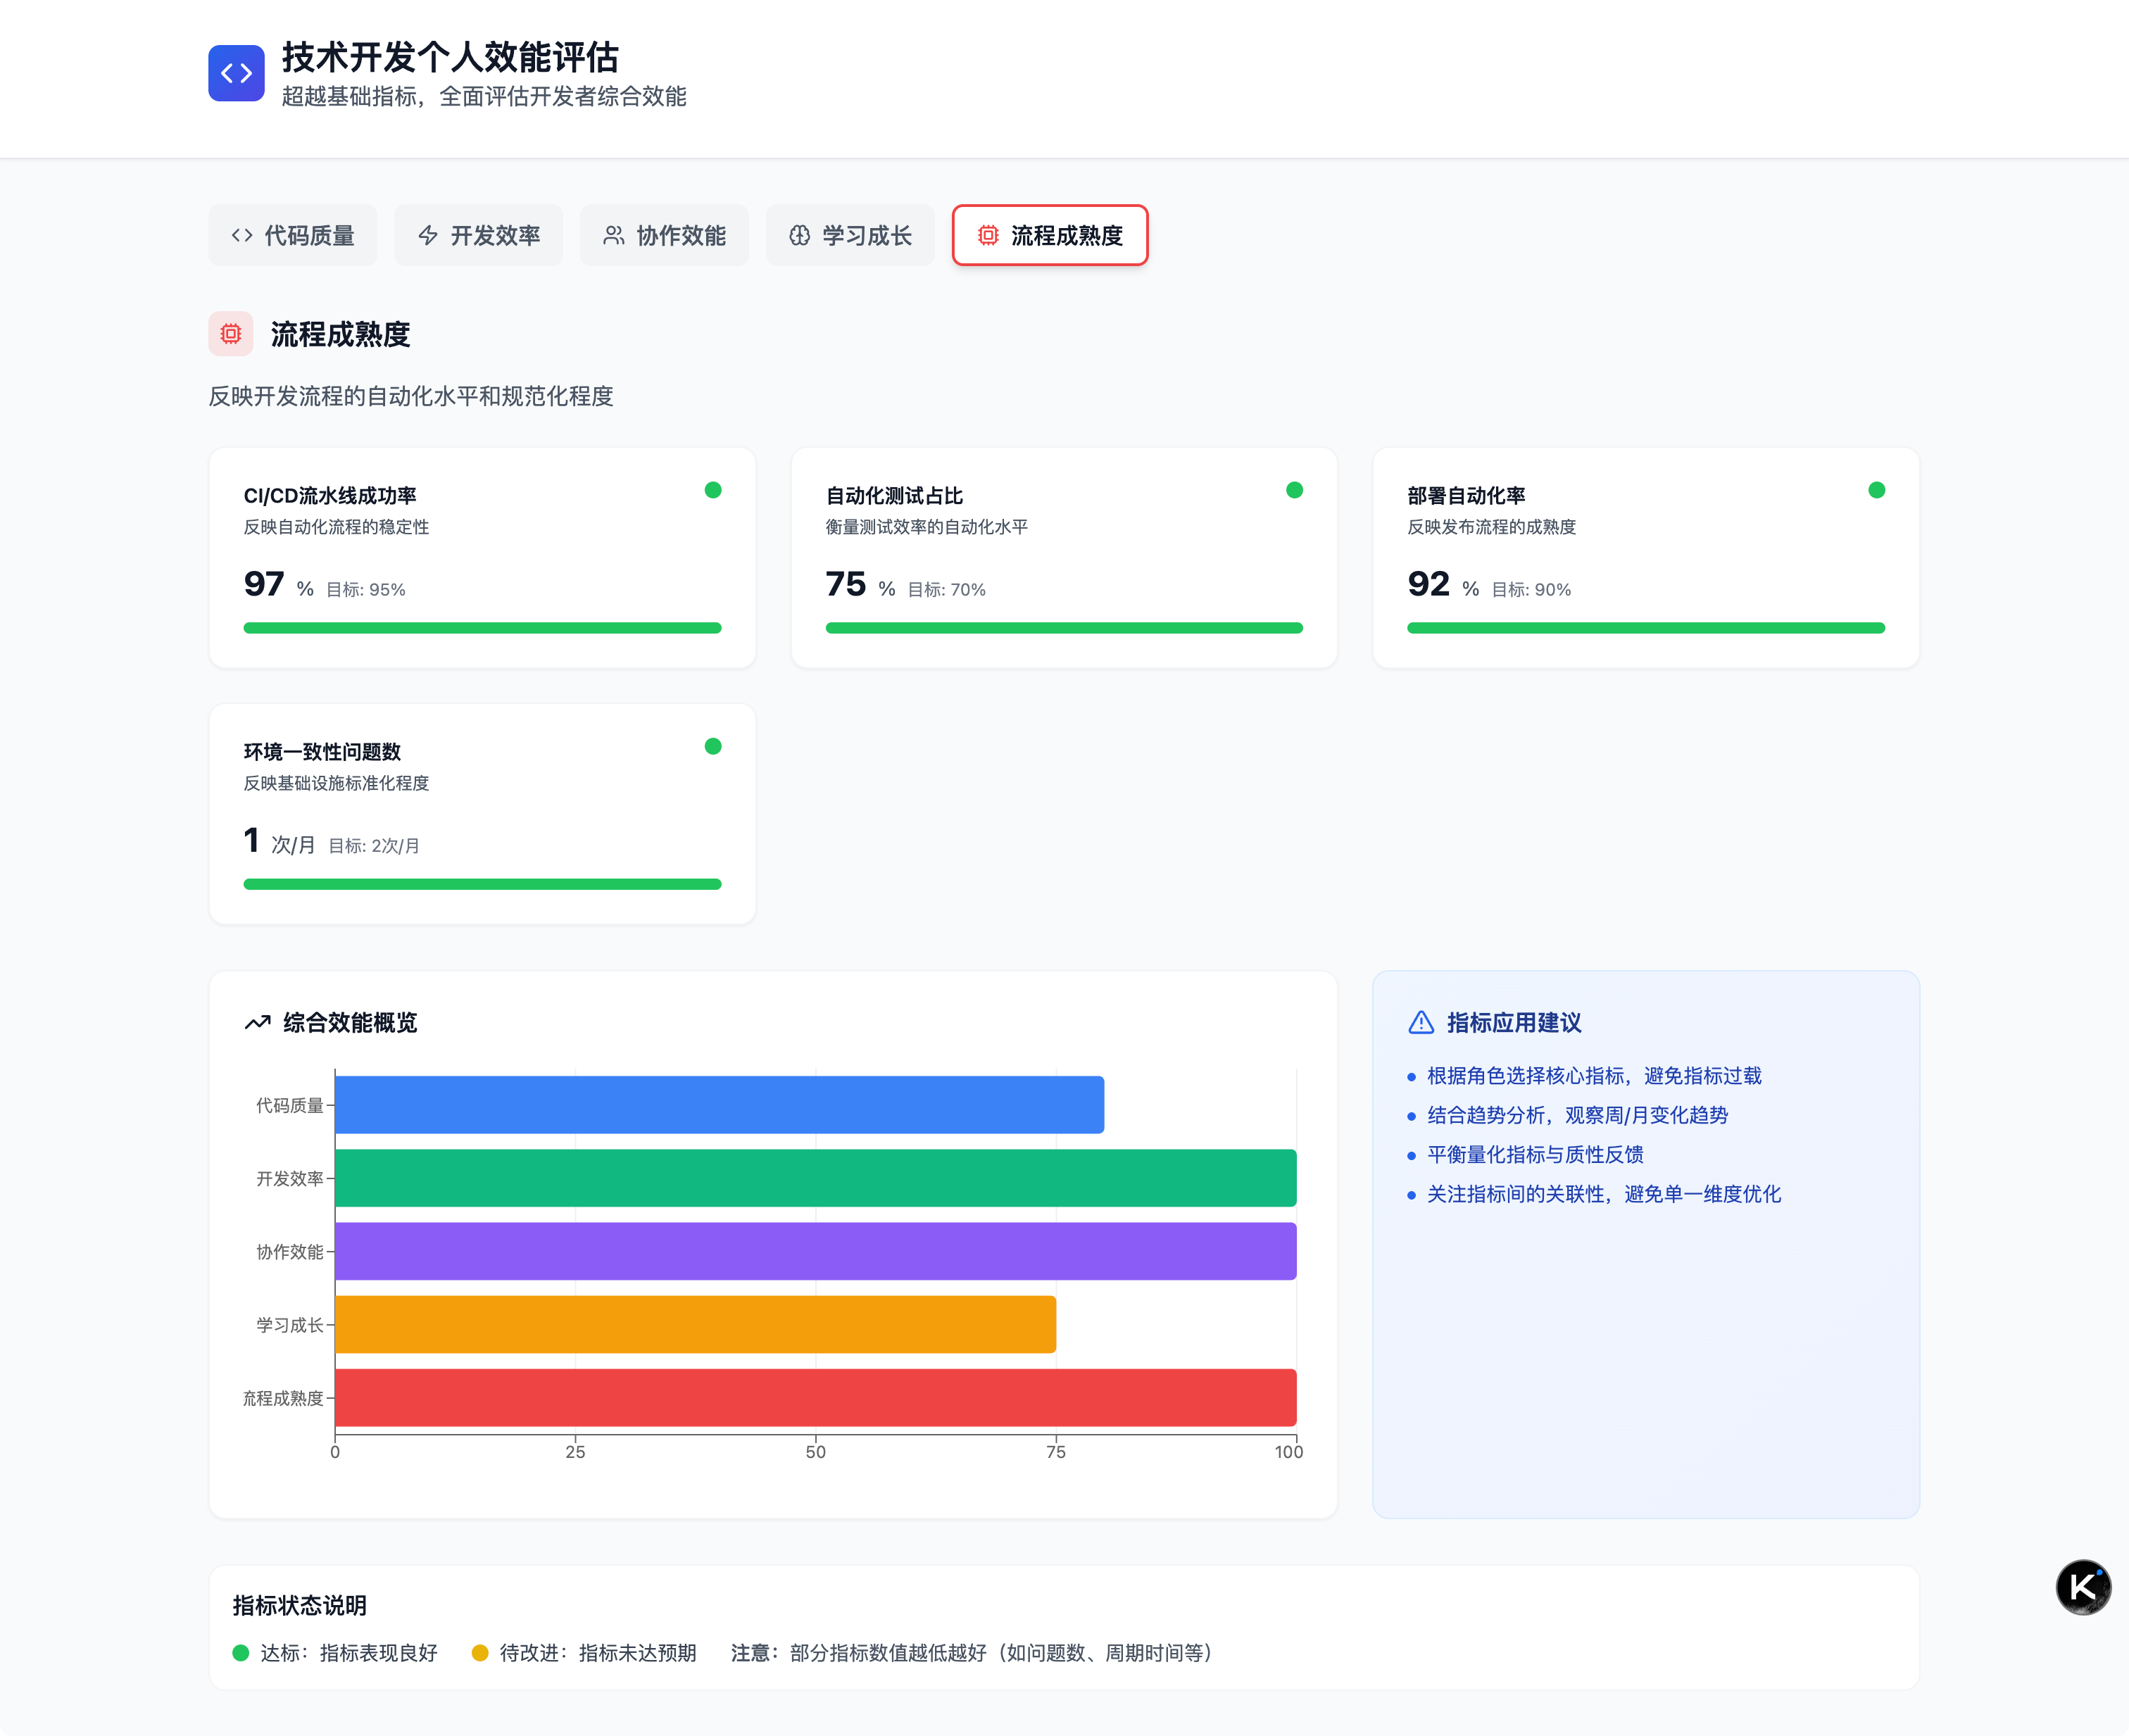 技术开发个人效能评估
超越基础指标，全面评估开发者综合效能
代码质量
开发效率
协作效能
学习成长
流程成熟度
流程成熟度
反映开发流程的自动化水平和规范化程度
CI/CD流水线成功率
反映自动化流程的稳定性
97 % 目标: 95%
自动化测试占比
衡量测试效率的自动化水平
75 % 目标: 70%
部署自动化率
反映发布流程的成熟度
92 % 目标: 90%
环境一致性问题数
反映基础设施标准化程度
1 次/月 目标: 2次/月
综合效能概览
代码质量
开发效率
协作效能
学习成长
流程成熟度
0 25 50 75 100
指标应用建议
根据角色选择核心指标，避免指标过载
结合趋势分析，观察周/月变化趋势
平衡量化指标与质性反馈
关注指标间的关联性，避免单一维度优化
指标状态说明
达标：指标表现良好 待改进：指标未达预期 注意：部分指标数值越低越好（如问题数、周期时间等）
K